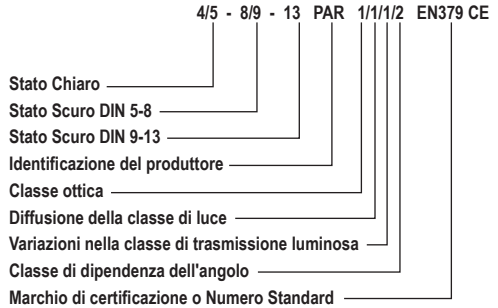 4/5 - 8/9 - 13 PAR 1/1/1/2 EN379 CE
Stato Chiaro
Stato Scuro DIN 5-8
Stato Scuro DIN 9-13
Identificazione del produttore
Classe ottica
Diffusione della classe di luce
Variazioni nella classe di trasmissione luminosa
Classe di dipendenza dell'angolo
Marchio di certificazione o Numero Standard